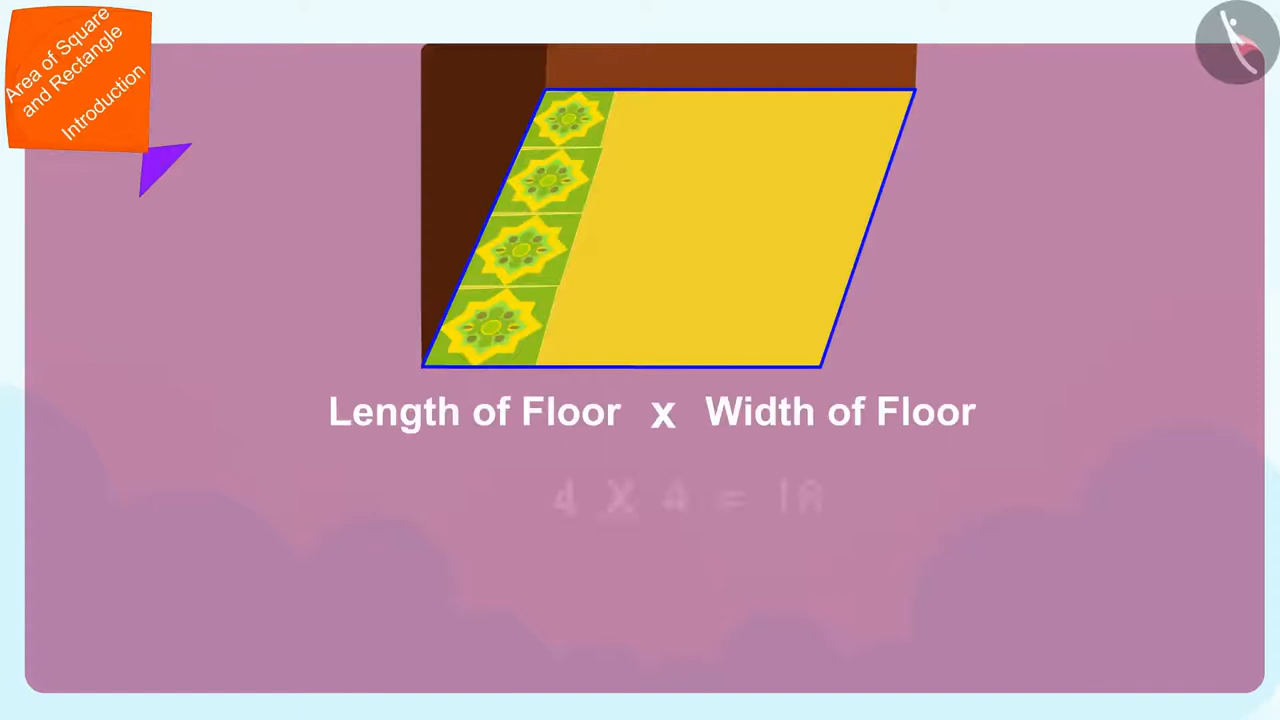 Area of Square
and Rectangle
Introduction
Length of Floor x Width of Floor